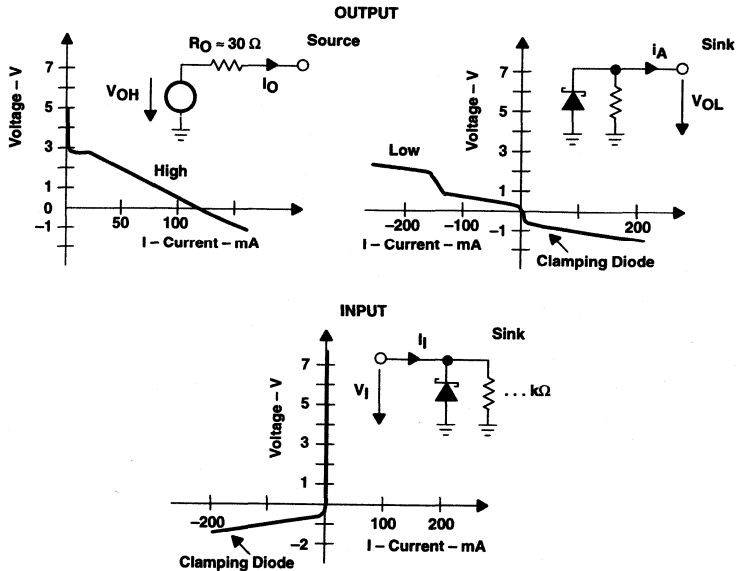 OUTPUT
Source
RO ≈ 30 Ω
IO
VOH
Voltage – V
7
5
3
1
0
–1
High
50
100
I – Current – mA
Sink
iA
VOL
Voltage – V
7
5
3
1
–1
Low
–200
–100
200
I – Current – mA
Clamping Diode
INPUT
Sink
II
VI
...kΩ
Voltage – V
7
5
3
1
–2
–200
100
200
I – Current – mA
Clamping Diode